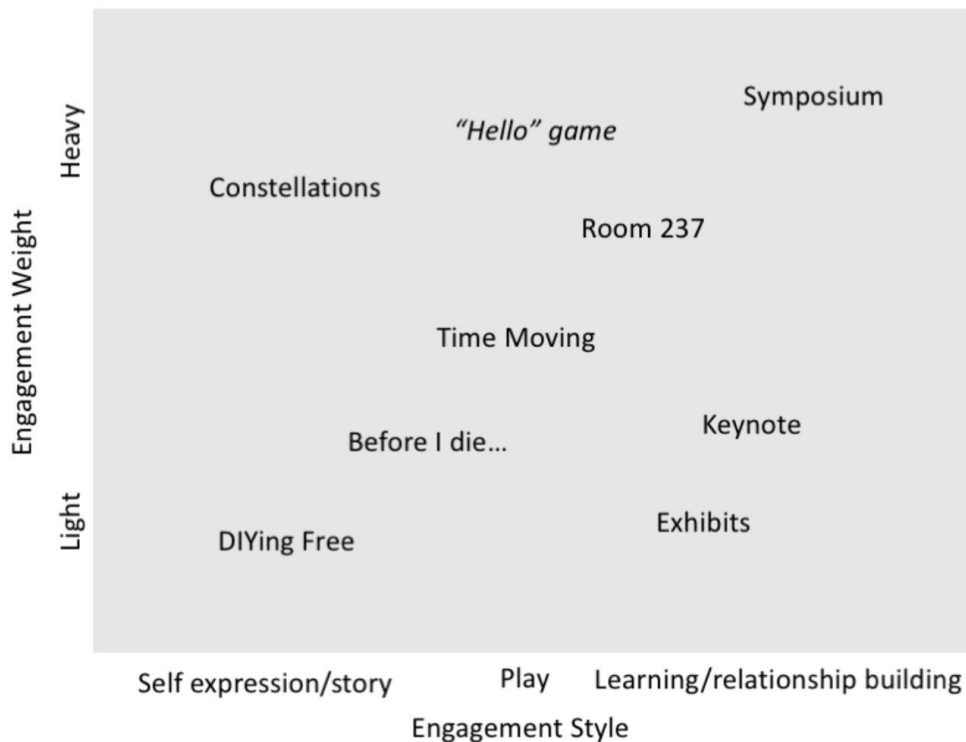 Symposium
“Hello” game
Constellations
Room 237
Time Moving
Keynote
Before I die…
Exhibits
DIYing Free
Engagement Weight
Heavy
Light
Self expression/story
Play
Learning/relationship building
Engagement Style